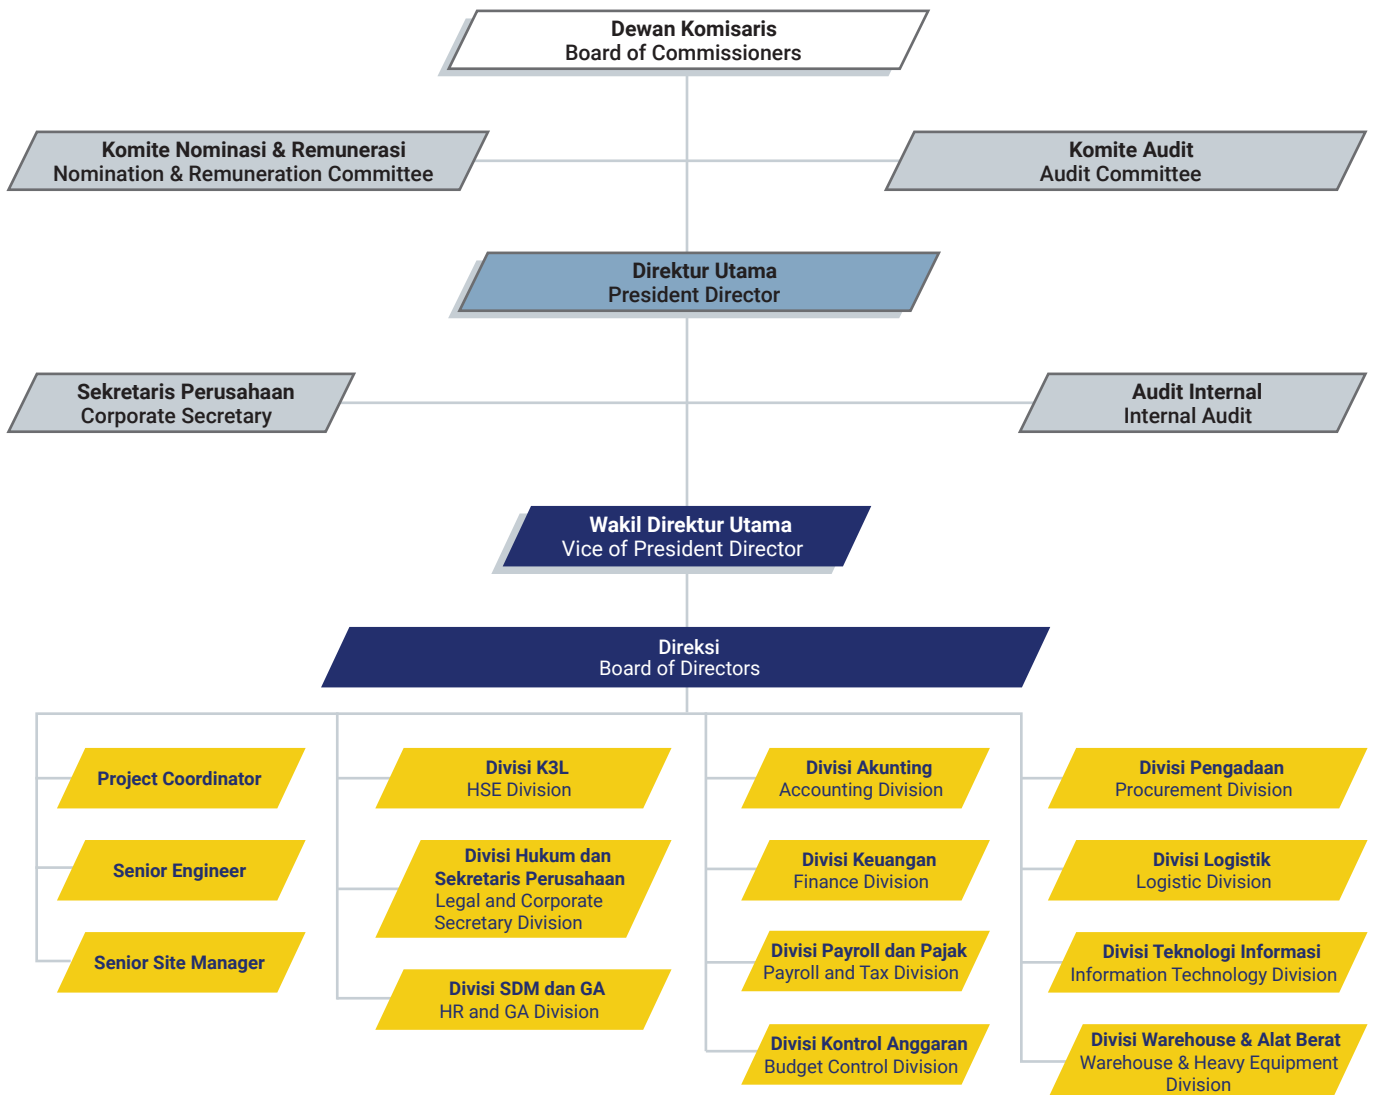 Dewan Komisaris
Board of Commissioners
Komite Nominasi & Remunerasi
Nomination & Remuneration Committee
Komite Audit
Audit Committee
Direktur Utama
President Director
Sekretaris Perusahaan
Corporate Secretary
Audit Internal
Internal Audit
Wakil Direktur Utama
Vice of President Director
Direksi
Board of Directors
Project Coordinator
Senior Engineer
Senior Site Manager
Divisi K3L
HSE Division
Divisi Hukum dan
Sekretaris Perusahaan
Legal and Corporate
Secretary Division
Divisi SDM dan GA
HR and GA Division
Divisi Akunting
Accounting Division
Divisi Keuangan
Finance Division
Divisi Payroll dan Pajak
Payroll and Tax Division
Divisi Kontrol Anggaran
Budget Control Division
Divisi Pengadaan
Procurement Division
Divisi Logistik
Logistic Division
Divisi Teknologi Informasi
Information Technology Division
Divisi Warehouse & Alat Berat
Warehouse & Heavy Equipment
Division